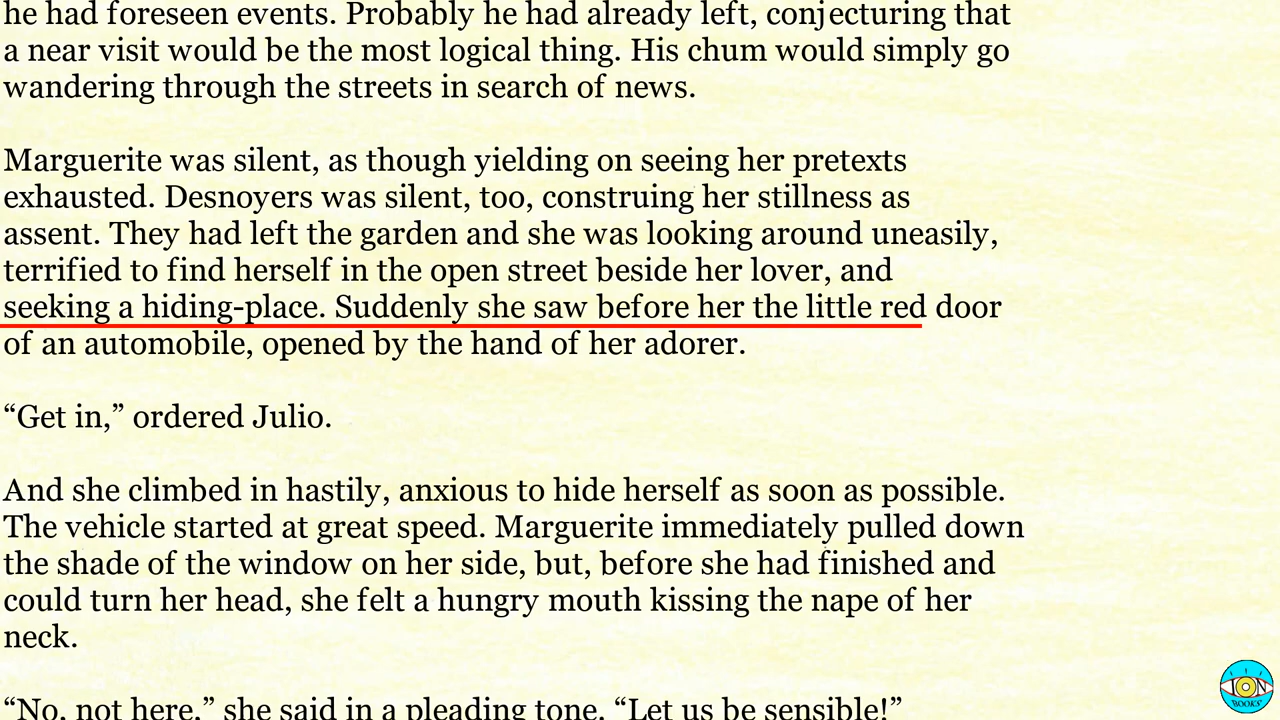 he had foreseen events. Probably he had already left, conjecturing that
a near visit would be the most logical thing. His chum would simply go
wandering through the streets in search of news.
Marguerite was silent, as though yielding on seeing her pretexts
exhausted. Desnoyers was silent, too, construing her stillness as
assent. They had left the garden and she was looking around uneasily,
terrified to find herself in the open street beside her lover, and
seeking a hiding-place. Suddenly she saw before her the little red door
of an automobile, opened by the hand of her adorer.
“Get in,” ordered Julio.
And she climbed in hastily, anxious to hide herself as soon as possible.
The vehicle started at great speed. Marguerite immediately pulled down
the shade of the window on her side, but, before she had finished and
could turn her head, she felt a hungry mouth kissing the nape of her
neck.
“No, not here,” she said in a pleading tone. “Let us be sensible!”
ION
BOOKS